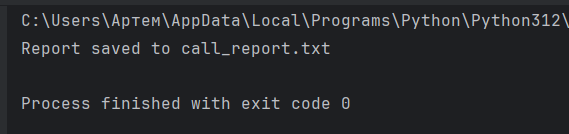 C:\Users\Артем\AppData\Local\Programs\Python\Python312\
Report saved to call_report.txt
Process finished with exit code 0